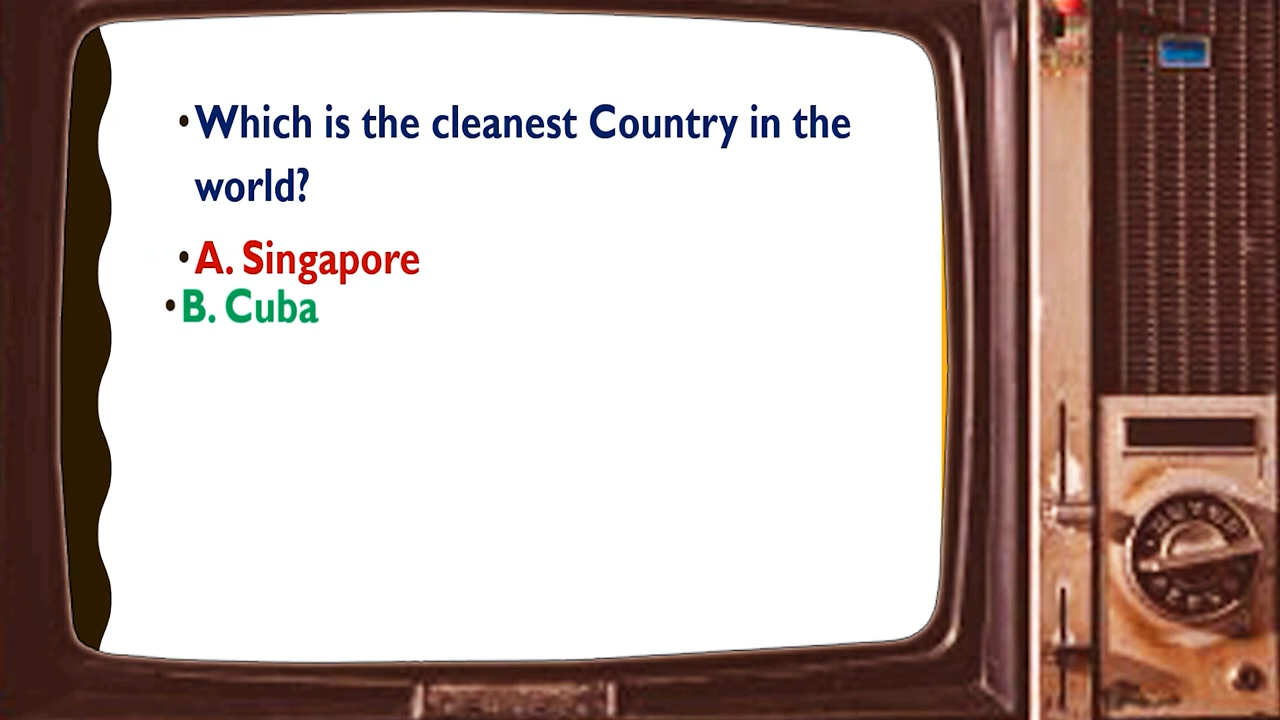 •Which is the cleanest Country in the
world?
•A. Singapore
•B. Cuba